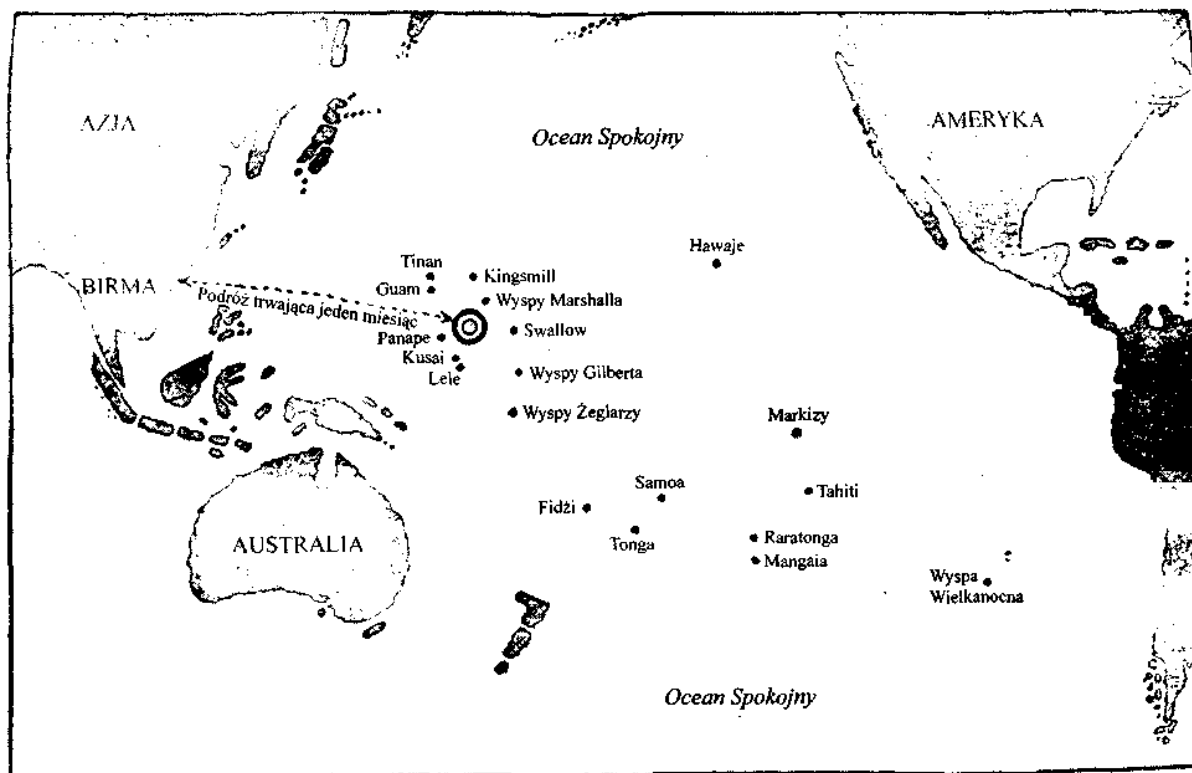 AZJA
Ocean Spokojny
AMERYKA
Hawaje
Tinan
Kingsmill
BIRMA
Guam
Wyspy Marshalla
Podróż trwająca jeden miesiąc
Swallow
Panape
Kusai
Lele
Wyspy Gilberta
Wyspy Żeglarzy
Markizy
Samoa
Tahiti
Fidżi
AUSTRALIA
Tonga
Raratonga
Mangaia
Wyspa
Wielkanocna
Ocean Spokojny